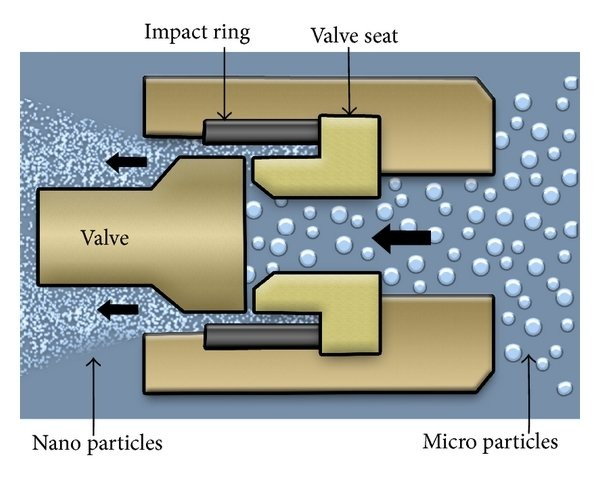 Impact ring
Valve seat
Valve
Nano particles
Micro particles